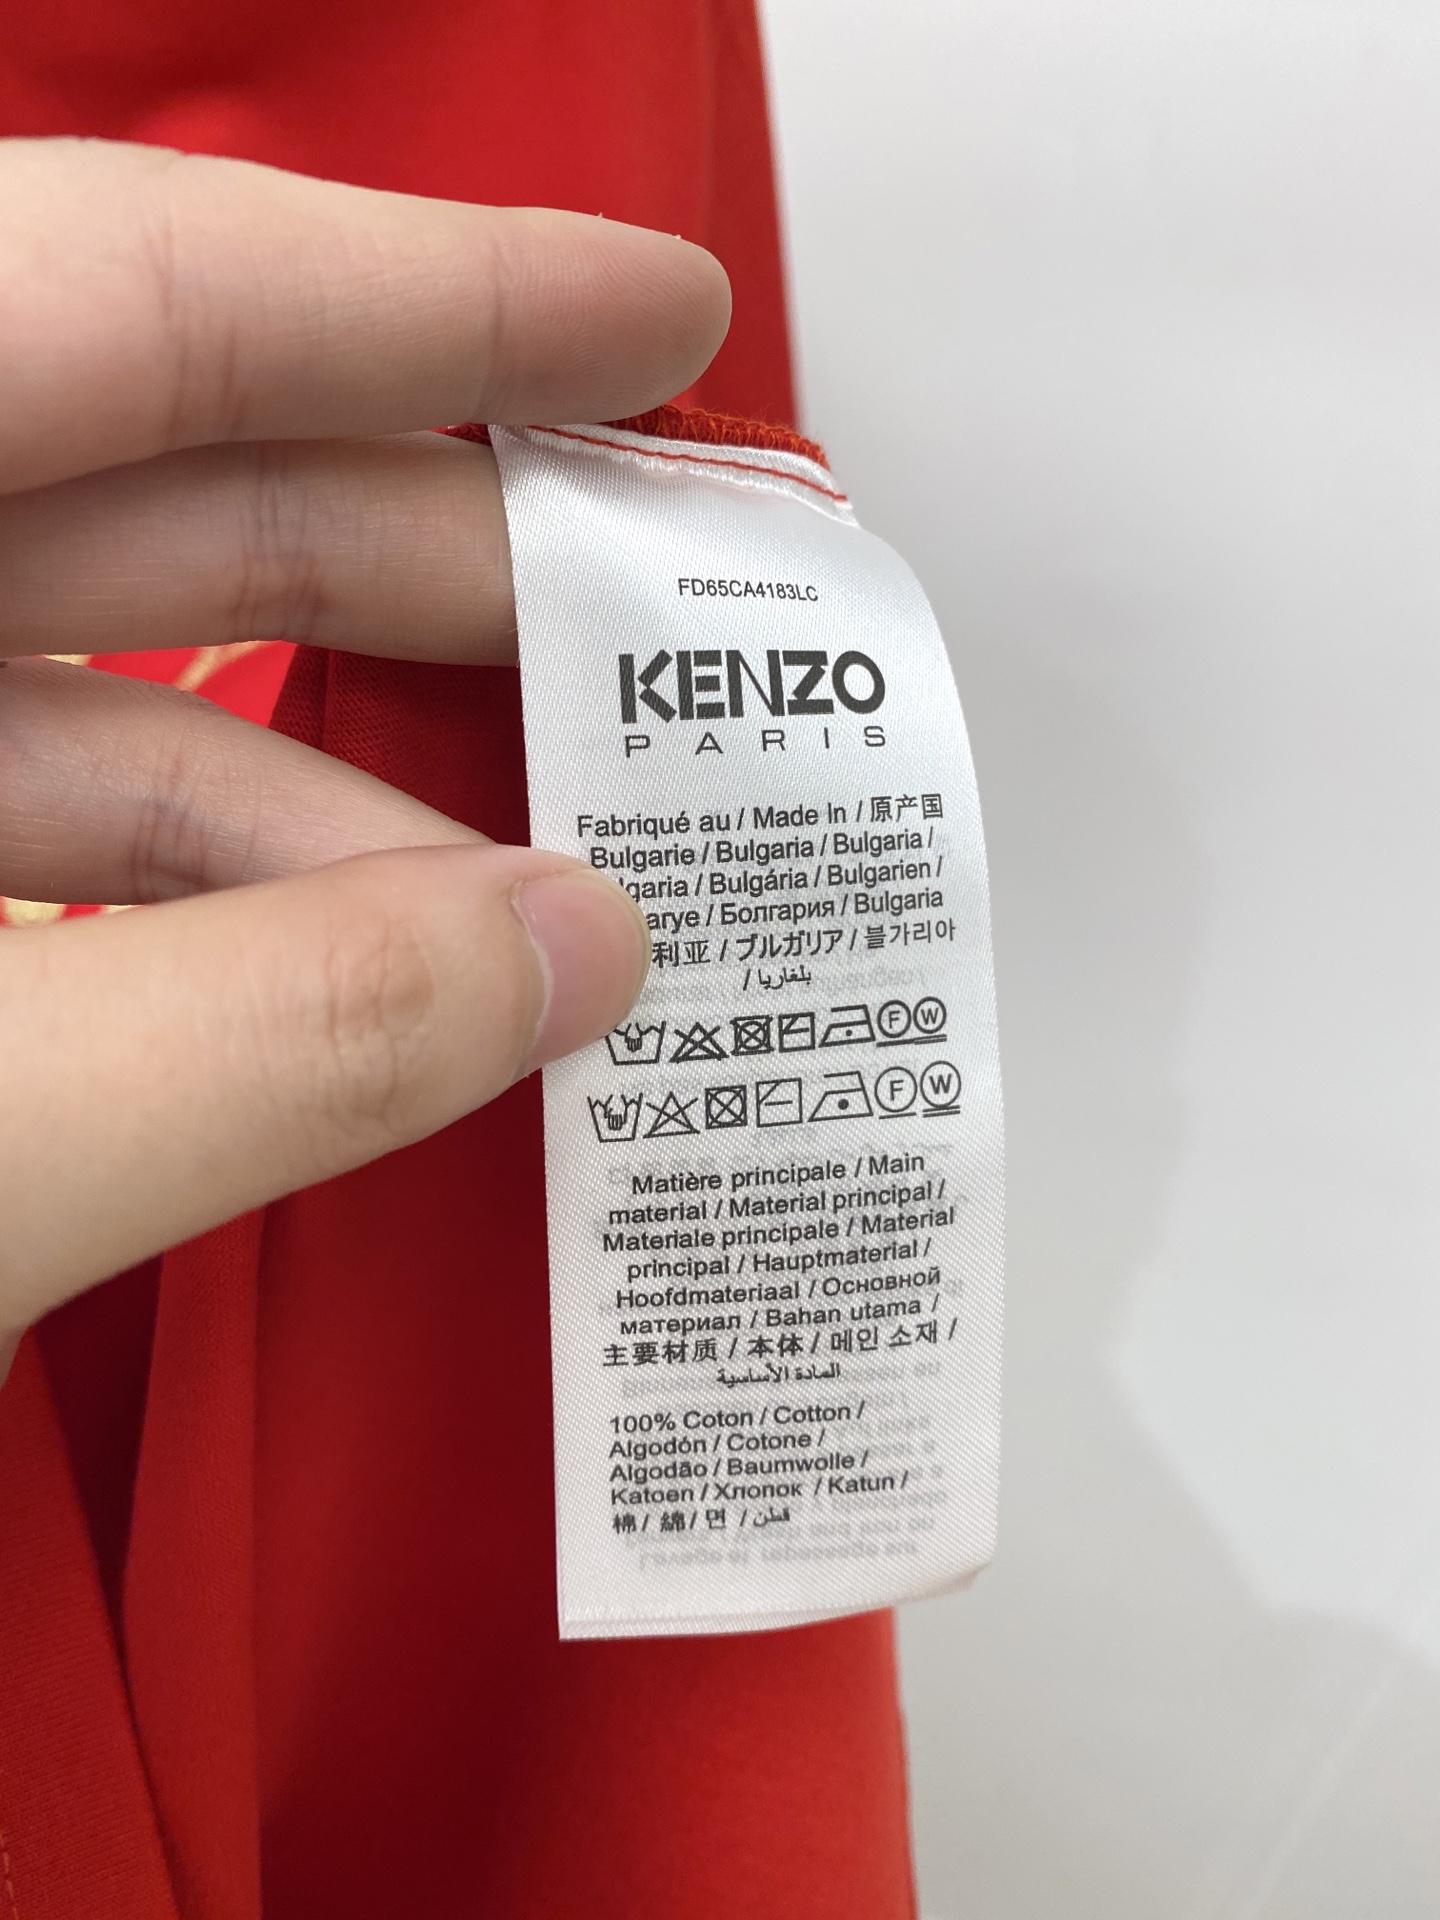 FD65CA4183LC
KENZO
PARIS
Fabriqué au / Made In / 原产国
Bulgarie / Bulgaria / Bulgaria /
/ Bulgária / Bulgarien /
/ Болгария / Bulgaria
利亚 / ブルガリア / 불가리아
/ بلغاريا
F W
F W
Matière principale / Main
material / Material principal /
Materiale principale / Material
principal / Hauptmaterial /
Hoofdmateriaal / Основной
материал / Bahan utama /
主要材质 / 本体 / 메인 소재 /
المادة الأساسية
100% Coton / Cotton /
Algodón / Cotone /
Algodão / Baumwolle /
Katoen / Хлопок / Katun /
棉 / 綿 / 면 / قطن